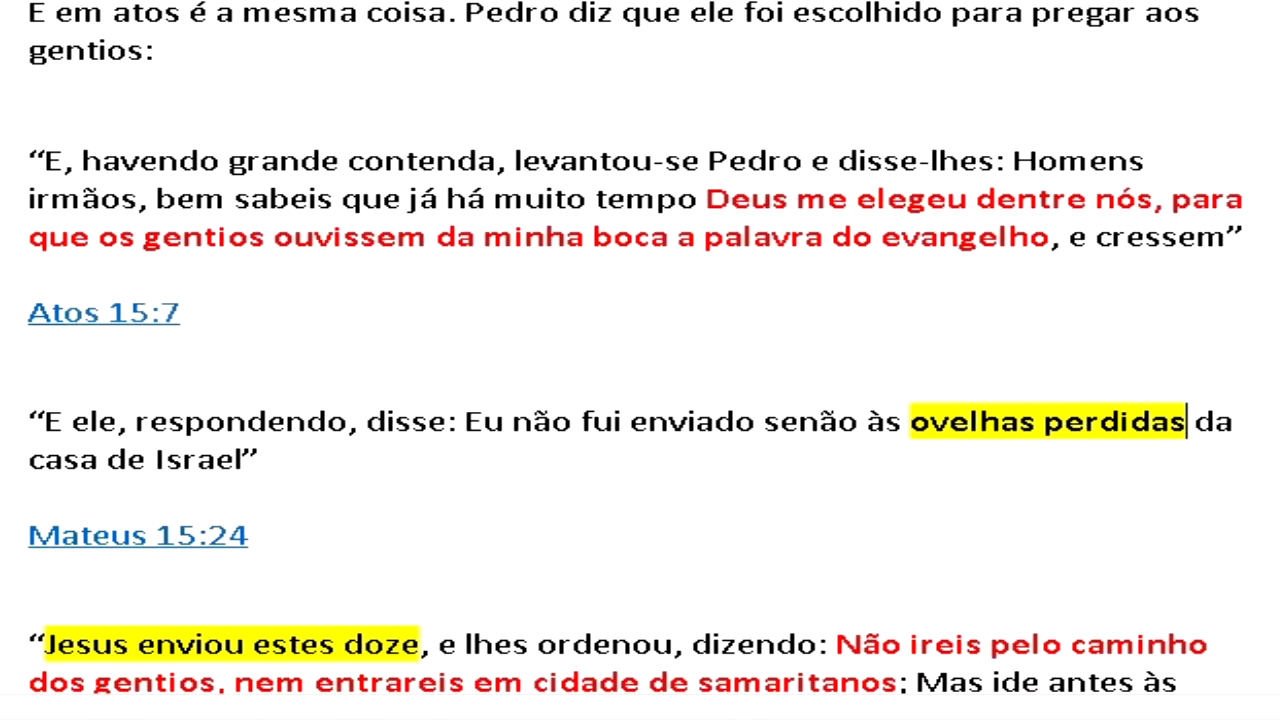 E em atos é a mesma coisa. Pedro diz que ele foi escolhido para pregar aos
gentios:
“E, havendo grande contenda, levantou-se Pedro e disse-lhes: Homens
irmãos, bem sabeis que já há muito tempo Deus me elegeu dentre nós, para
que os gentios ouvissem da minha boca a palavra do evangelho, e cressem”
Atos 15:7
“E ele, respondendo, disse: Eu não fui enviado senão às ovelhas perdidas da
casa de Israel”
Mateus 15:24
“Jesus enviou estes doze, e lhes ordenou, dizendo: Não ireis pelo caminho
dos gentios, nem entrareis em cidade de samaritanos; Mas ide antes às